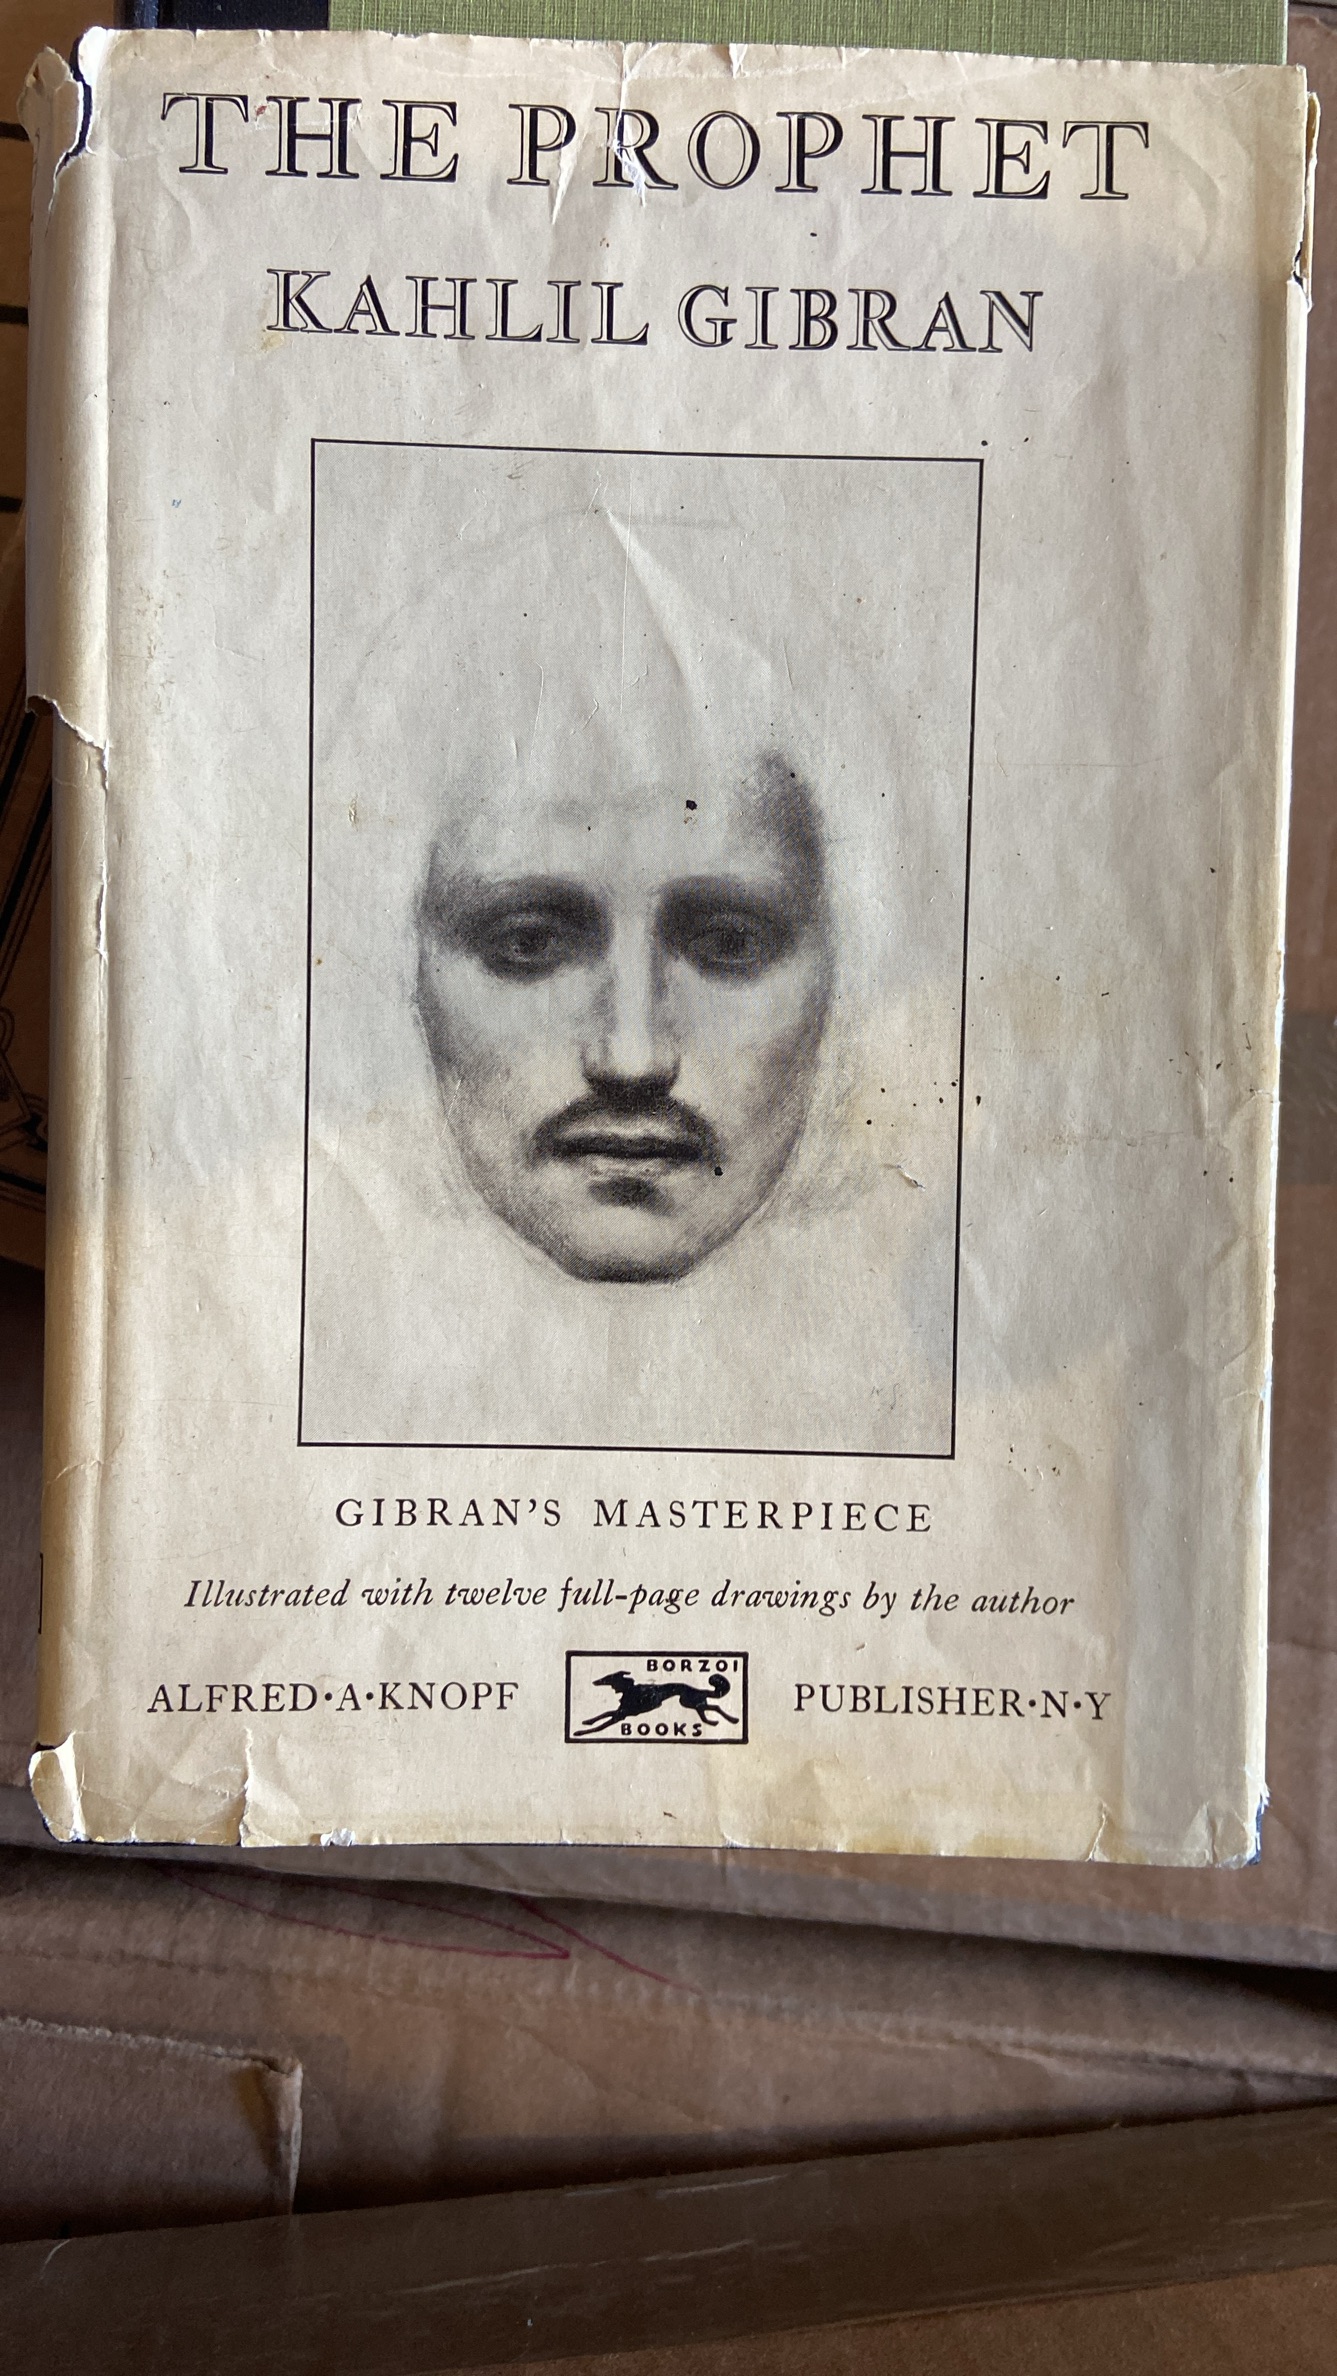 THE PROPHET
KAHLIL GIBRAN
GIBRAN'S MASTERPIECE
Illustrated with twelve full-page drawings by the author
ALFRED·A·KNOPF
BORZOI
BOOKS
PUBLISHER·N·Y